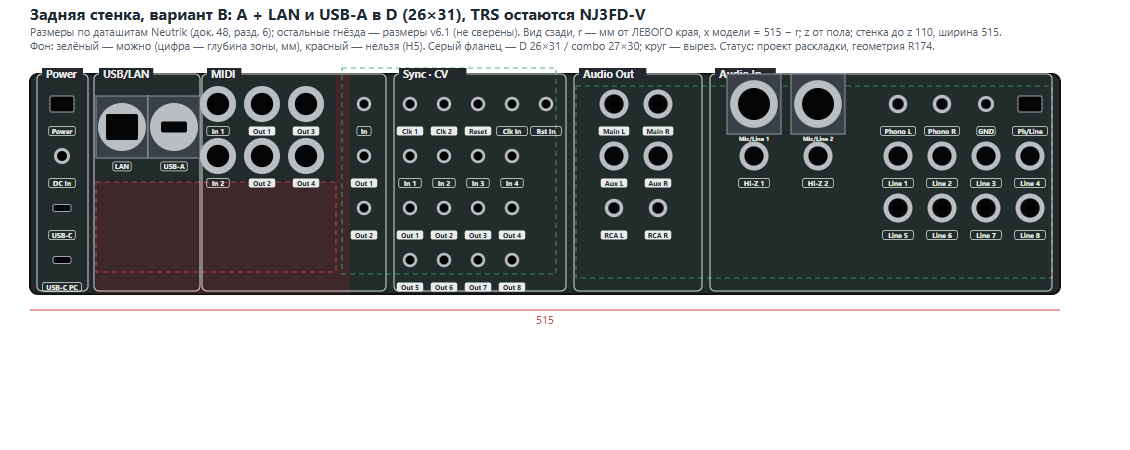 Задняя стенка, вариант B: A + LAN и USB-A в D (26×31), TRS остаются NJ3FD-V
Размеры по даташитам Neutrik (док. 48, разд. 6); остальные гнёзда — размеры v6.1 (не сверены). Вид сзади, r — мм от ЛЕВОГО края, x модели = 515 − r; z от пола; стенка до z 110, ширина 515.
Фон: зелёный — можно (цифра — глубина зоны, мм), красный — нельзя (H5). Серый фланец — D 26×31 / combo 27×30; круг — вырез. Статус: проект раскладки, геометрия R174.
Power USB/LAN MIDI Sync · CV Audio Out Audio In
Power In 1 Out 1 Out 3 In Clk 1 Clk 2 Reset Clk In Rst In Main L Main R Mic/Line 1 Mic/Line 2 Phono L Phono R GND Ph/Line
LAN USB-A
DC In In 2 Out 2 Out 4 Out 1 In 1 In 2 In 3 In 4 Aux L Aux R Hi-Z 1 Hi-Z 2 Line 1 Line 2 Line 3 Line 4
USB-C Out 2 Out 1 Out 2 Out 3 Out 4 RCA L RCA R Line 5 Line 6 Line 7 Line 8
USB-C PC Out 5 Out 6 Out 7 Out 8
515